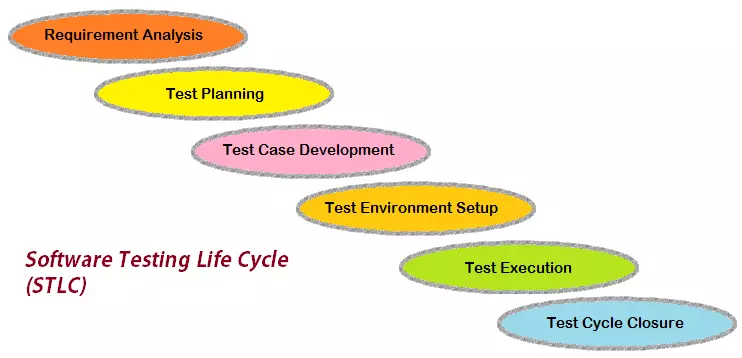 Requirement Analysis
Test Planning
Test Case Development
Test Environment Setup
Software Testing Life Cycle
(STLC)
Test Execution
Test Cycle Closure